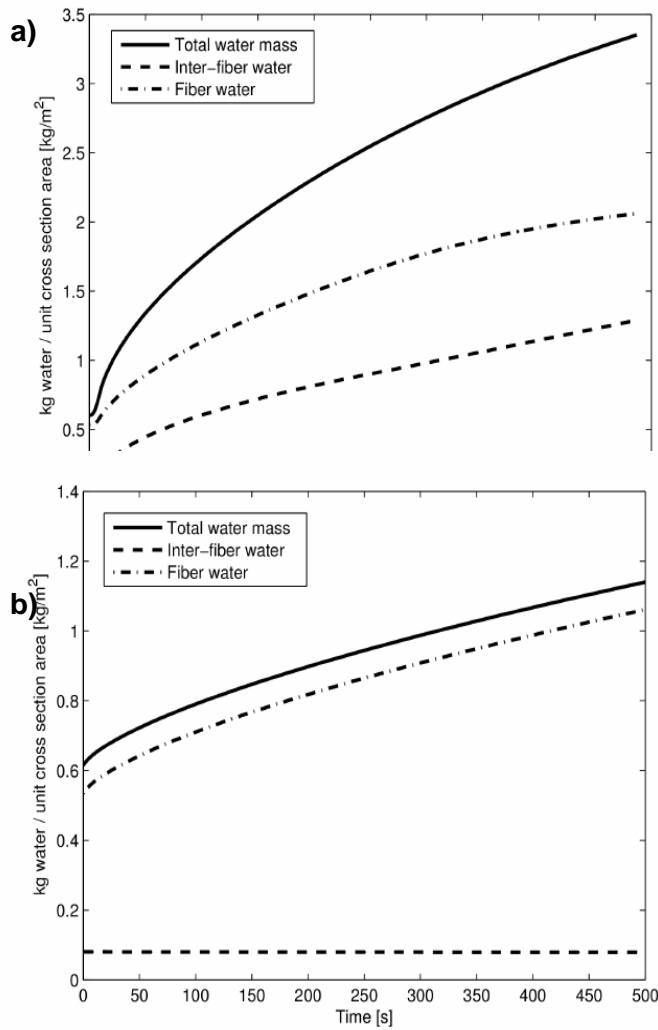 a)
3.5
3
2.5
2
1.5
1
0.5
kg water / unit cross section area [kg/m²]
Total water mass
Inter-fiber water
Fiber water
b)
1.4
1.2
1
0.8
0.6
0.4
0.2
0
kg water / unit cross section area [kg/m²]
Total water mass
Inter-fiber water
Fiber water
0 50 100 150 200 250 300 350 400 450 500
Time [s]